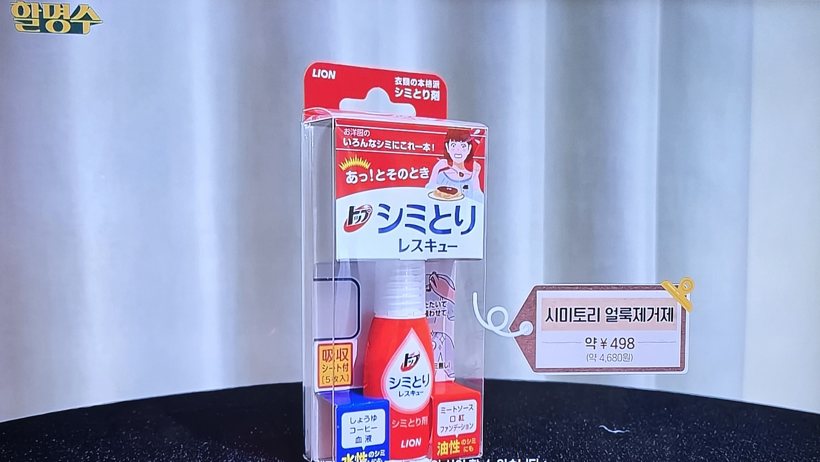 할명수
LION
衣類の本格派
シミとり剤
お洋服の
いろんなシミにこれ一本!
あっ!とそのとき
トップ
シミとり
レスキュー
吸収
シート付
[5枚入]
トップ
シミとり
レスキュー
シミとり剤
LION
しょうゆ
コーヒー
血液
水性のシミ
にも
ミートソース
口紅
ファンデーション
油性のシミ
にも
시미토리 얼룩제거제
약 ¥498
(약 4,680원)